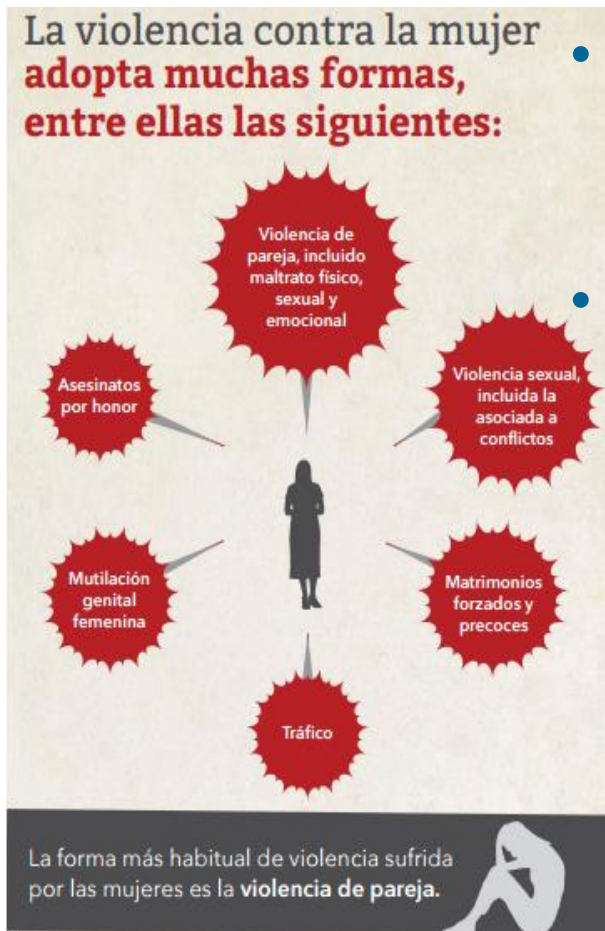 La violencia contra la mujer
adopta muchas formas,
entre ellas las siguientes:
Violencia de
pareja, incluido
maltrato físico,
sexual y
emocional
Asesinatos
por honor
Violencia sexual,
incluida la
asociada a
conflictos
Mutilación
genital
femenina
Matrimonios
forzados y
precoces
Tráfico
La forma más habitual de violencia sufrida
por las mujeres es la violencia de pareja.